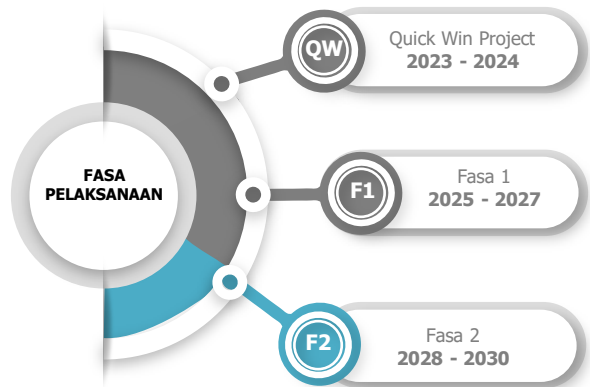 QW
Quick Win Project
2023 - 2024
FASA
PELAKSANAAN
F1
Fasa 1
2025 - 2027
F2
Fasa 2
2028 - 2030